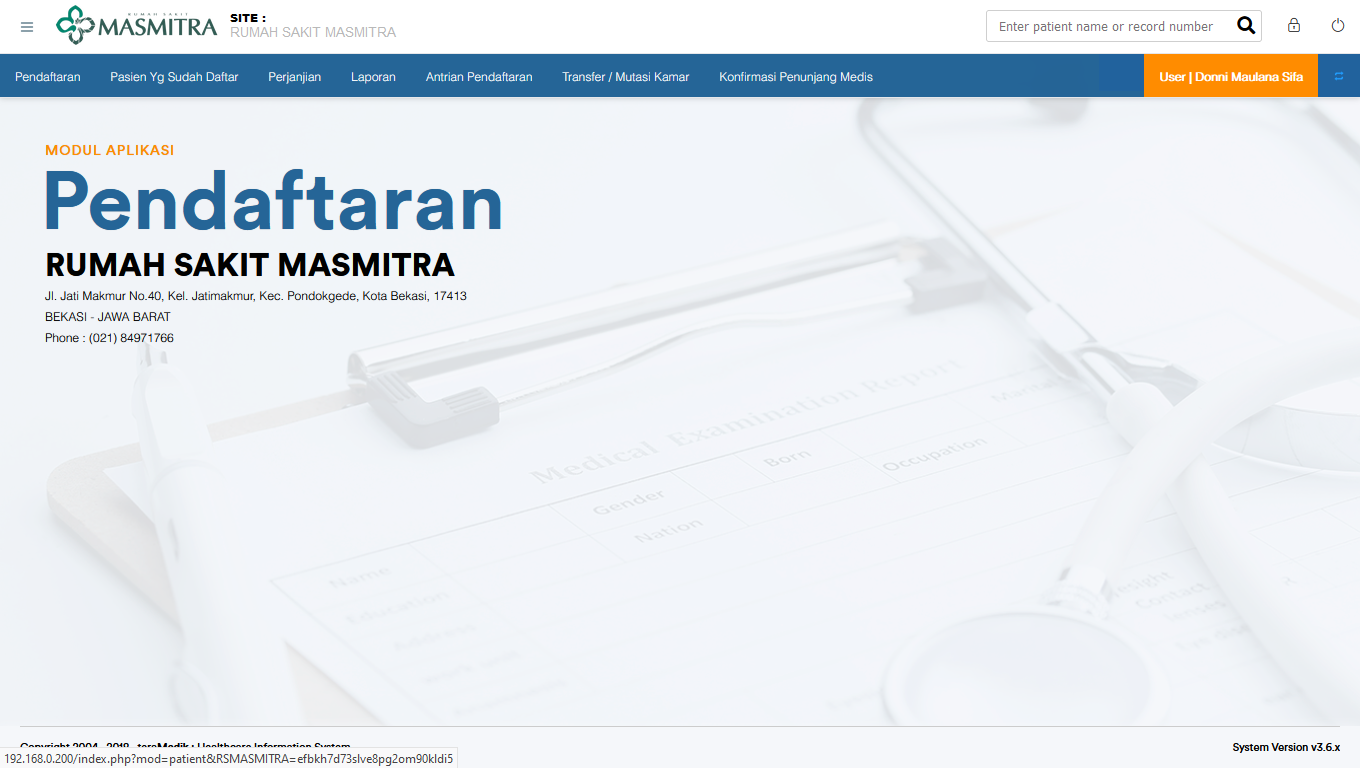 RUMAH SAKIT
MASMITRA
SITE :
RUMAH SAKIT MASMITRA
Enter patient name or record number
Pendaftaran
Pasien Yg Sudah Daftar
Perjanjian
Laporan
Antrian Pendaftaran
Transfer / Mutasi Kamar
Konfirmasi Penunjang Medis
User | Donni Maulana Sifa
MODUL APLIKASI
Pendaftaran
RUMAH SAKIT MASMITRA
Jl. Jati Makmur No.40, Kel. Jatimakmur, Kec. Pondokgede, Kota Bekasi, 17413
BEKASI - JAWA BARAT
Phone : (021) 84971766
Medical Examination Report
Born
Occupation
Gender
Nation
Name
Education
Contact
Lenses
Copyright 2004 - 2018 - teraMedik : Healthcare Information System
System Version v3.6.x
192.168.0.200/index.php?mod=patient&RSMASMITRA=efbkh7d73slve8pg2om90kldi5